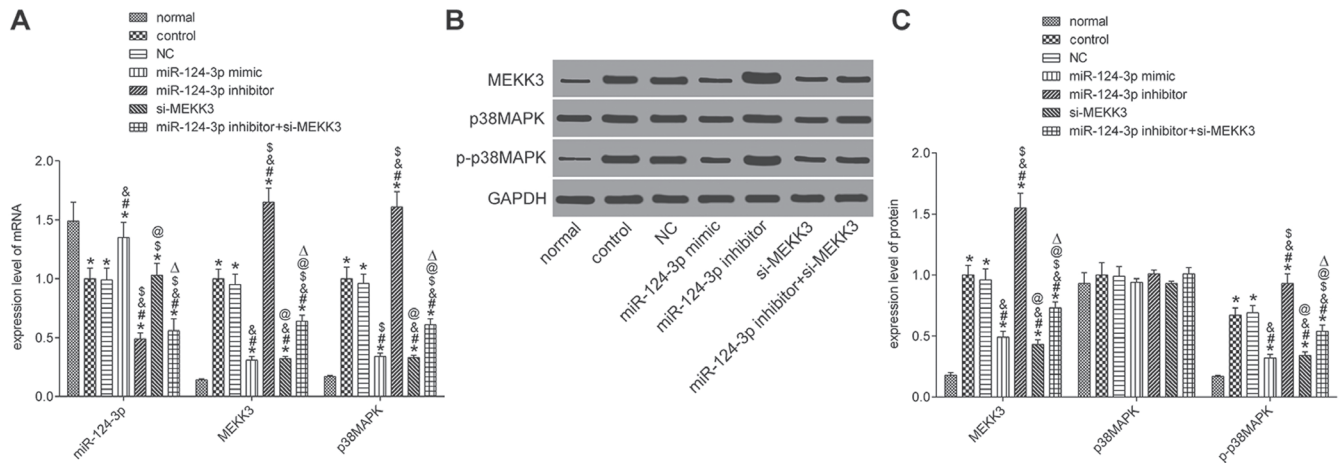 A
normal
control
NC
miR-124-3p mimic
miR-124-3p inhibitor
si-MEKK3
miR-124-3p inhibitor+si-MEKK3
expression level of mRNA
2.0
1.5
1.0
0.5
0.0
*
*
&
#
*
$
&
#
*
@
$
*
Δ
$
&
#
*
*
*
&
#
*
$
&
#
*
@
&
#
*
Δ
@
$
&
#
*
*
*
$
#
*
$
&
#
*
@
&
#
*
Δ
@
$
&
#
*
miR-124-3p
MEKK3
p38MAPK
B
MEKK3
p38MAPK
p-p38MAPK
GAPDH
normal
control
NC
miR-124-3p mimic
miR-124-3p inhibitor
si-MEKK3
miR-124-3p inhibitor+si-MEKK3
C
normal
control
NC
miR-124-3p mimic
miR-124-3p inhibitor
si-MEKK3
miR-124-3p inhibitor+si-MEKK3
expression level of protein
2.0
1.5
1.0
0.5
0.0
*
*
&
#
*
$
&
#
*
@
&
#
*
Δ
@
$
&
#
*
*
*
&
#
*
$
&
#
*
@
&
#
*
Δ
@
$
&
#
*
MEKK3
p38MAPK
p-p38MAPK